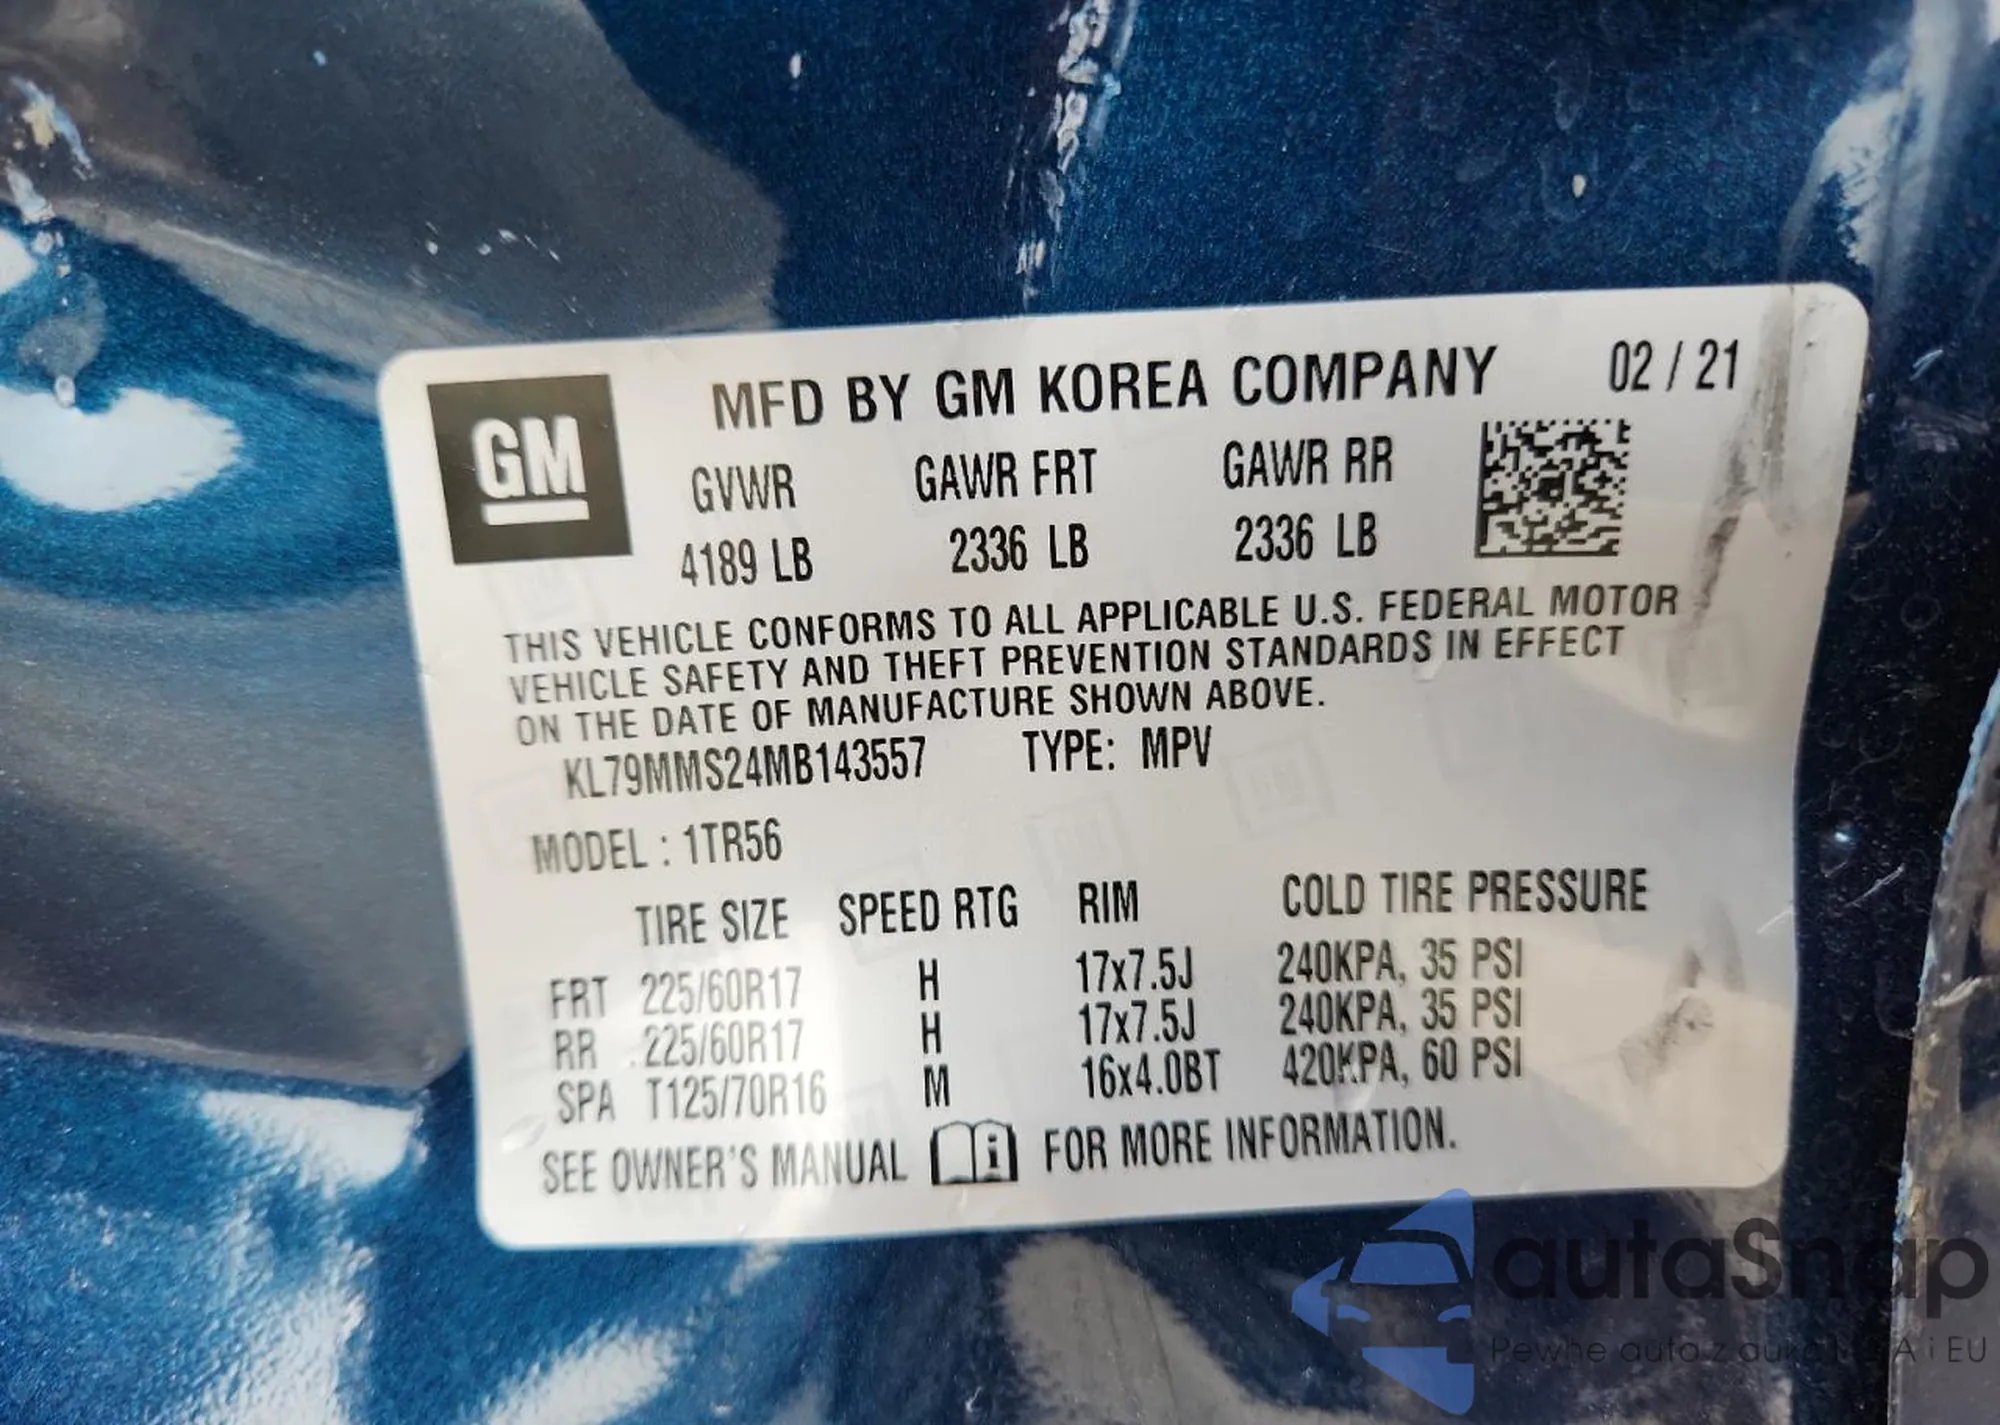 GM
MFD BY GM KOREA COMPANY 02 / 21
GVWR GAWR FRT GAWR RR
4189 LB 2336 LB 2336 LB
THIS VEHICLE CONFORMS TO ALL APPLICABLE U.S. FEDERAL MOTOR
VEHICLE SAFETY AND THEFT PREVENTION STANDARDS IN EFFECT
ON THE DATE OF MANUFACTURE SHOWN ABOVE.
KL79MMS24MB143557 TYPE: MPV
MODEL : 1TR56
TIRE SIZE SPEED RTG RIM COLD TIRE PRESSURE
FRT 225/60R17 H 17x7.5J 240KPA, 35 PSI
RR 225/60R17 H 17x7.5J 240KPA, 35 PSI
SPA T125/70R16 M 16x4.0BT 420KPA, 60 PSI
SEE OWNER'S MANUAL i FOR MORE INFORMATION.
autaSnap
Pewne auta z auk A i EU